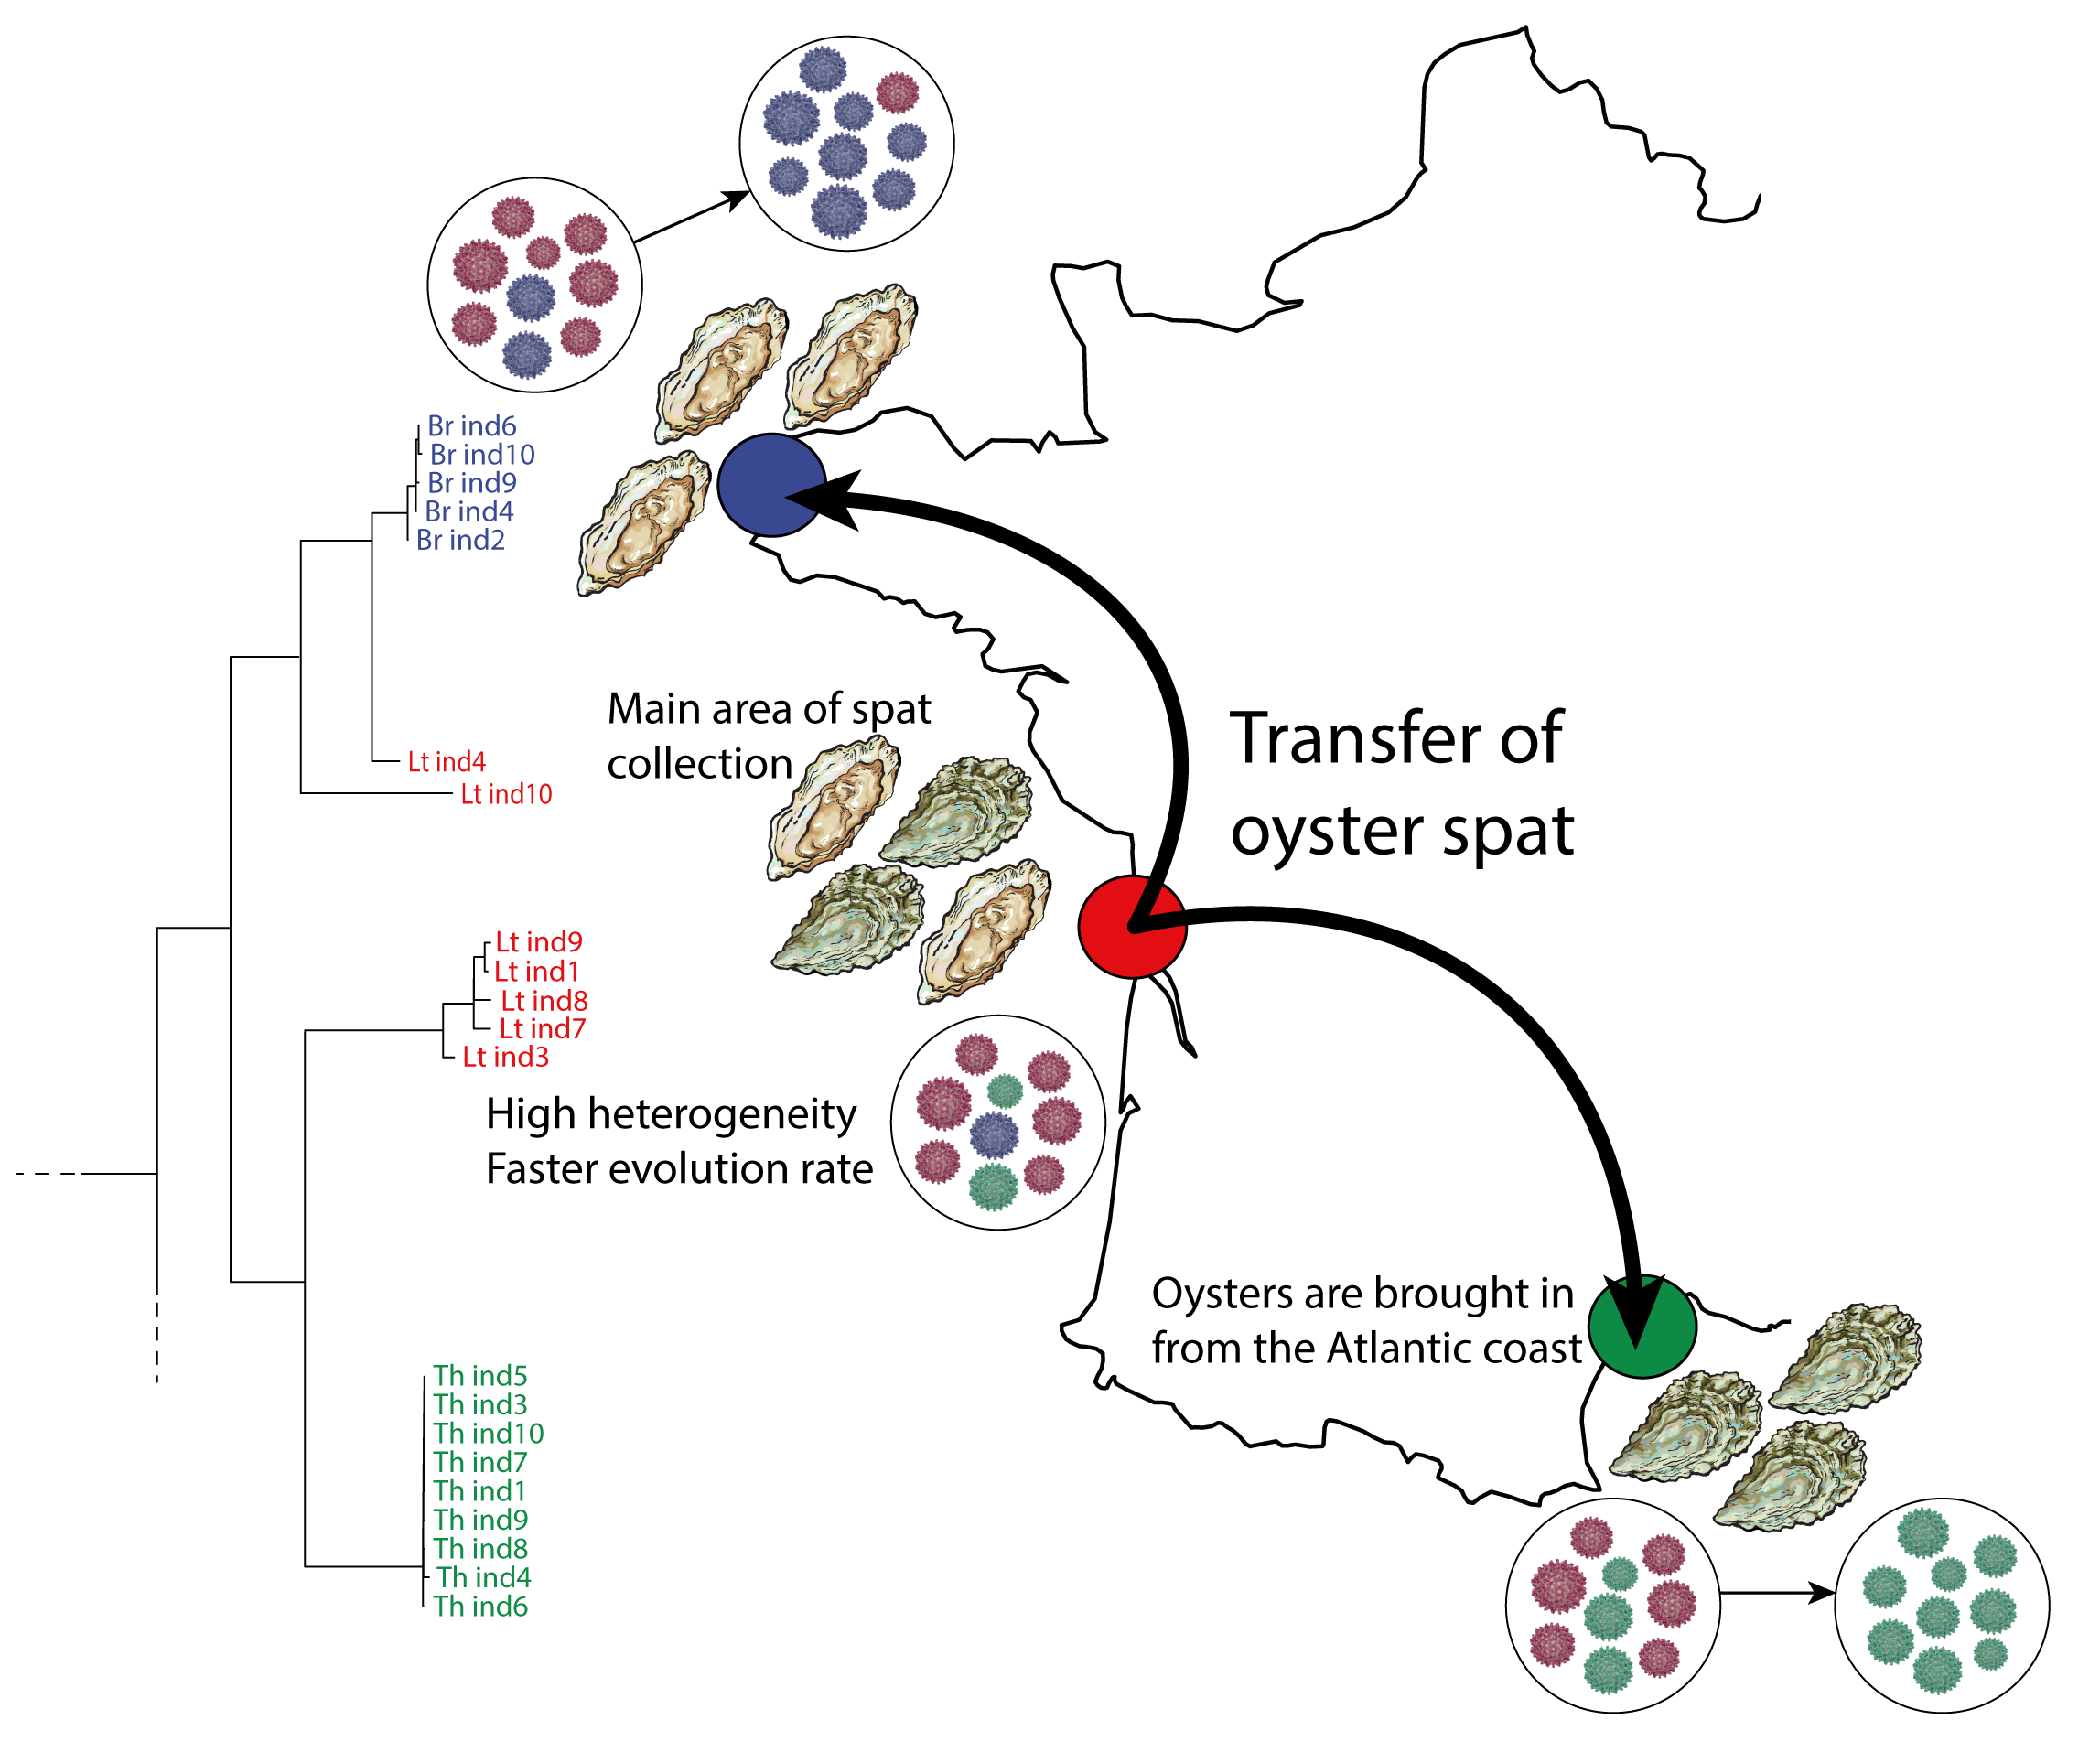 Br ind6
Br ind10
Br ind9
Br ind4
Br ind2
Main area of spat
collection
Transfer of
oyster spat
Lt ind4
Lt ind10
Lt ind9
Lt ind1
Lt ind8
Lt ind7
Lt ind3
High heterogeneity
Faster evolution rate
Oysters are brought in
from the Atlantic coast
Th ind5
Th ind3
Th ind10
Th ind7
Th ind1
Th ind9
Th ind8
Th ind4
Th ind6